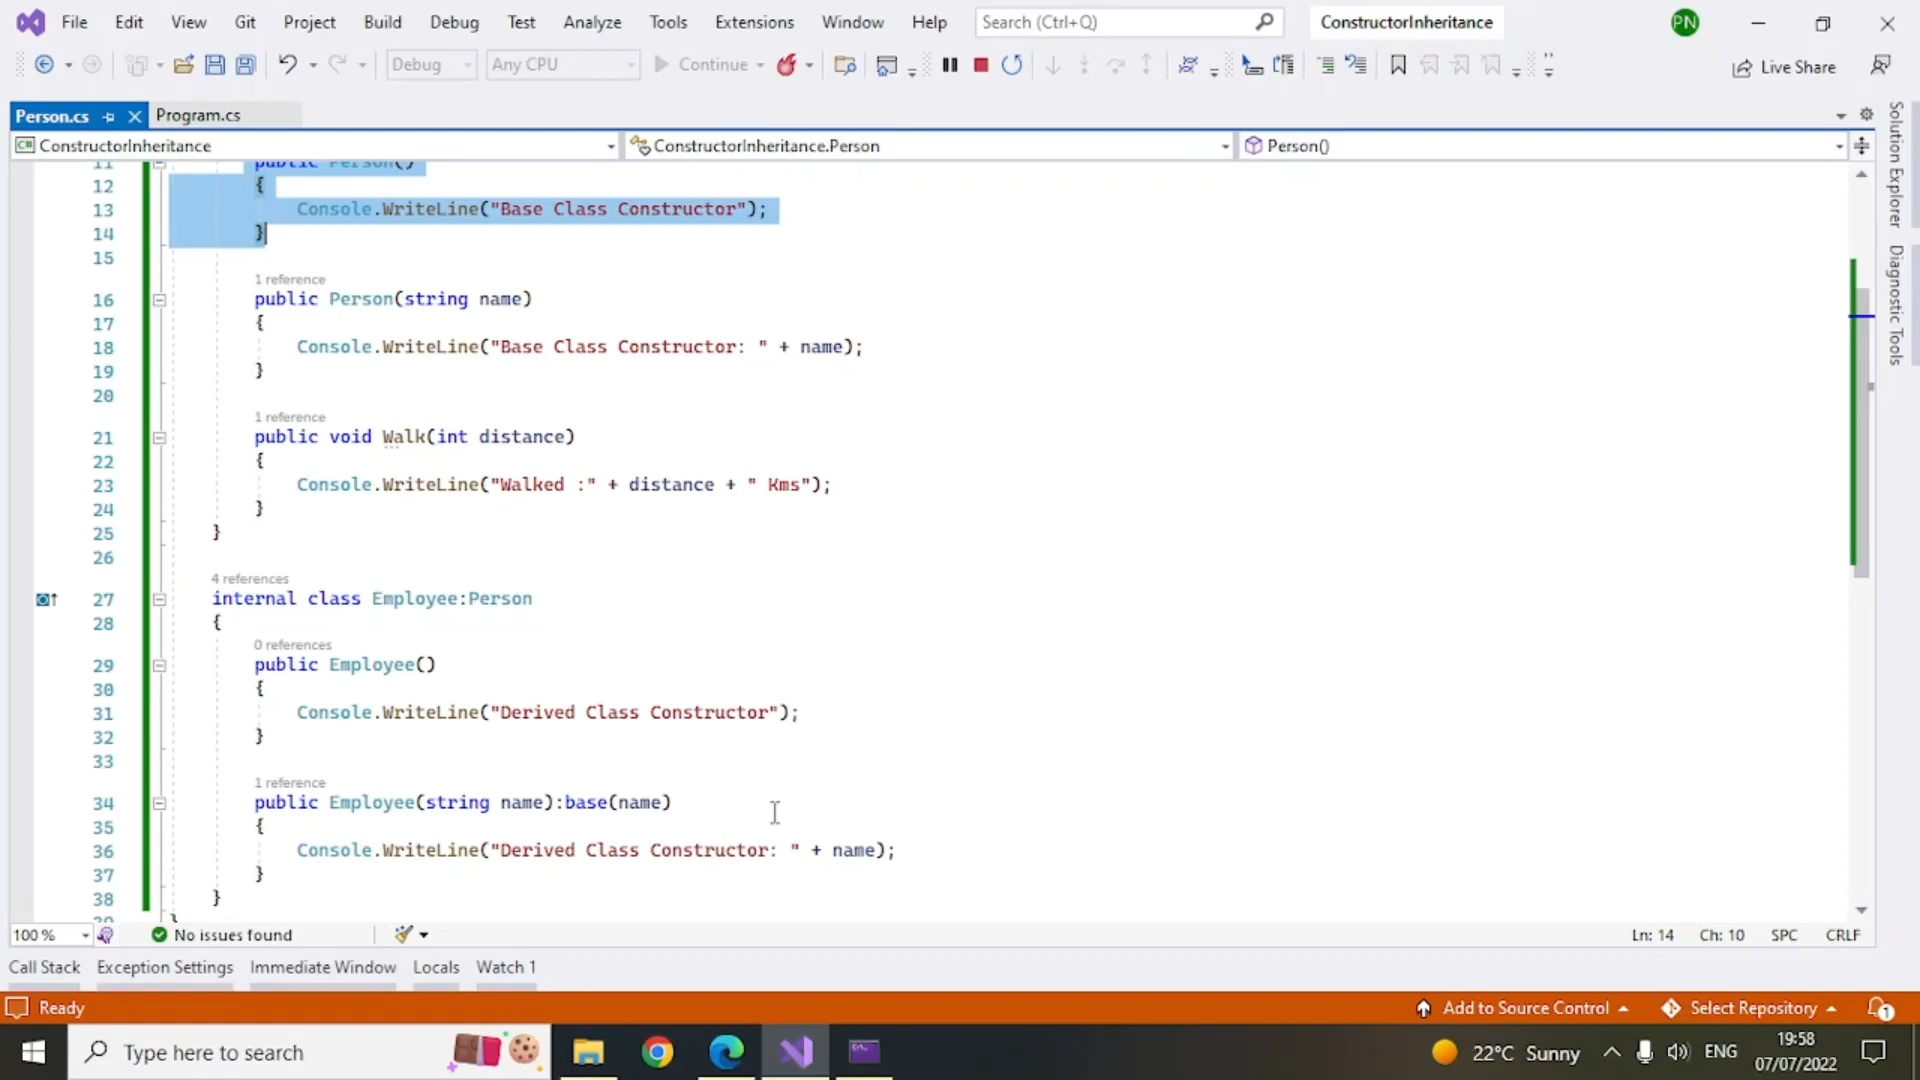 File Edit View Git Project Build Debug Test Analyze Tools Extensions Window Help Search (Ctrl+Q) ConstructorInheritance PN
Debug Any CPU Continue Live Share
Person.cs Program.cs
ConstructorInheritance ConstructorInheritance.Person Person()
11 public Person()
12 {
13 Console.WriteLine("Base Class Constructor");
14 }
15
1 reference
16 public Person(string name)
17 {
18 Console.WriteLine("Base Class Constructor: " + name);
19 }
20
1 reference
21 public void Walk(int distance)
22 {
23 Console.WriteLine("Walked :" + distance + " Kms");
24 }
25 }
26
4 references
27 internal class Employee:Person
28 {
0 references
29 public Employee()
30 {
31 Console.WriteLine("Derived Class Constructor");
32 }
33
1 reference
34 public Employee(string name):base(name)
35 {
36 Console.WriteLine("Derived Class Constructor: " + name);
37 }
38 }
39 }
Solution Explorer
Diagnostic Tools
100 % No issues found Ln: 14 Ch: 10 SPC CRLF
Call Stack Exception Settings Immediate Window Locals Watch 1
Ready Add to Source Control Select Repository 1
Type here to search 22°C Sunny ENG 19:58
07/07/2022